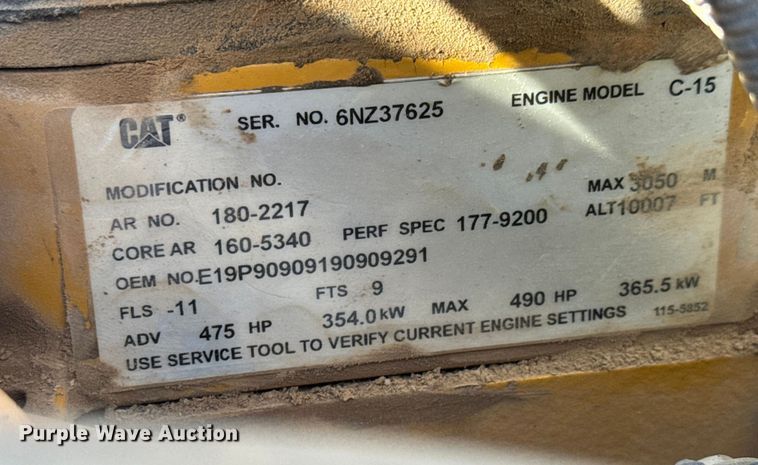 CAT® SER. NO. 6NZ37625 ENGINE MODEL C-15
MODIFICATION NO. MAX 3050 M
AR NO. 180-2217 ALT 10007 FT
CORE AR 160-5340 PERF SPEC 177-9200
OEM NO. E19P90909190909291
FLS -11 FTS 9
ADV 475 HP 354.0 kW MAX 490 HP 365.5 kW
USE SERVICE TOOL TO VERIFY CURRENT ENGINE SETTINGS 115-5852
Purple Wave Auction